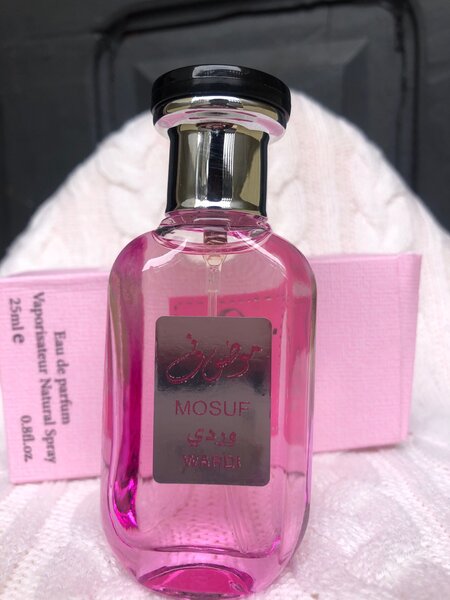 موصوف
MOSUF
وردي
WARDI
Eau de parfum
Vaporisateur Natural Spray
25ml e 0.8fl.oz